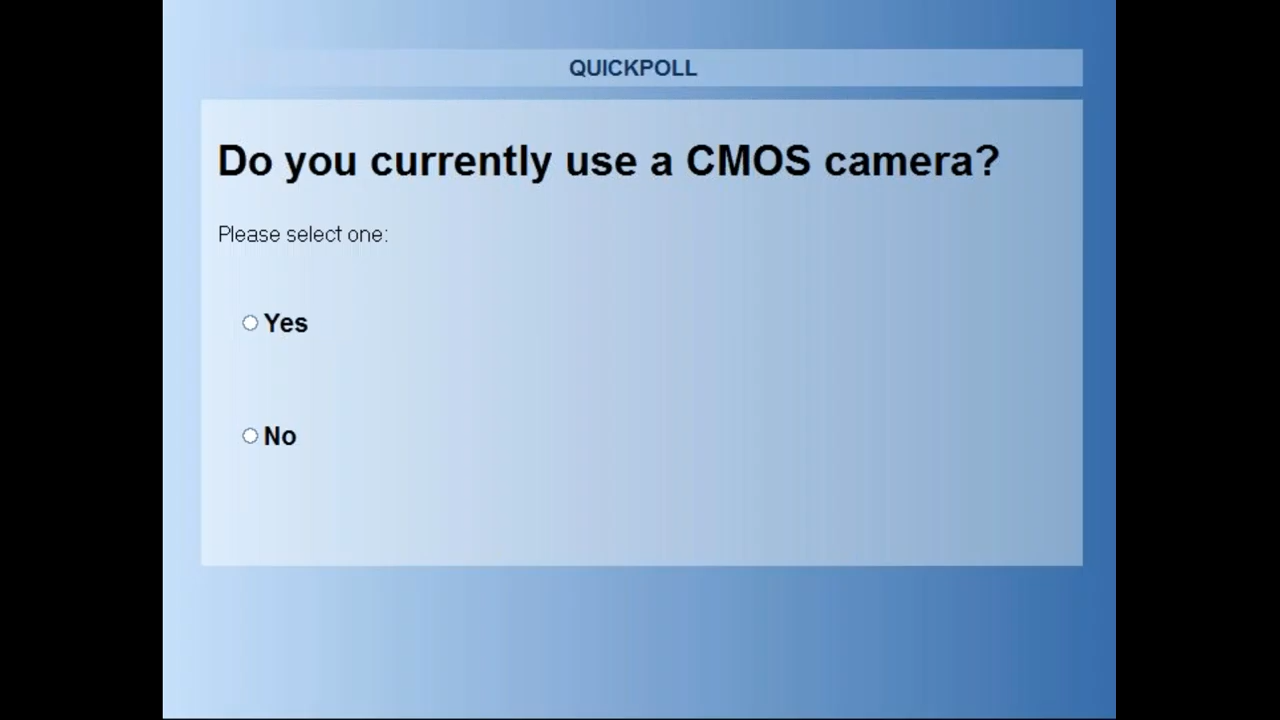 QUICKPOLL
Do you currently use a CMOS camera?
Please select one:
Yes
No